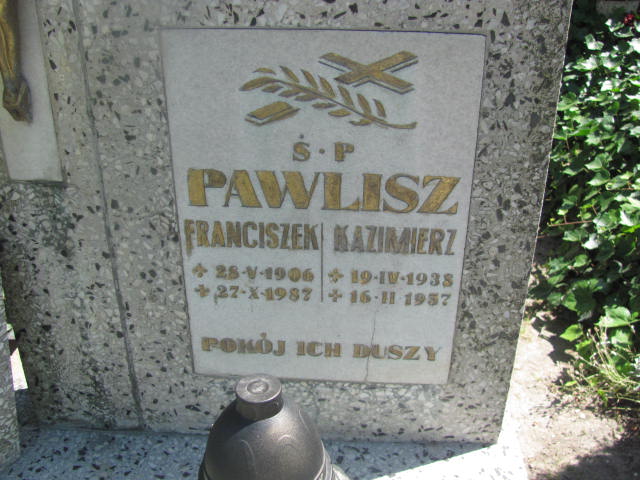 Ś·P
PAWLISZ
FRANCISZEK KAZIMIERZ
28·V·1906 19·IV·1938
27·X·1987 16·II·1957
POKÓJ ICH DUSZY